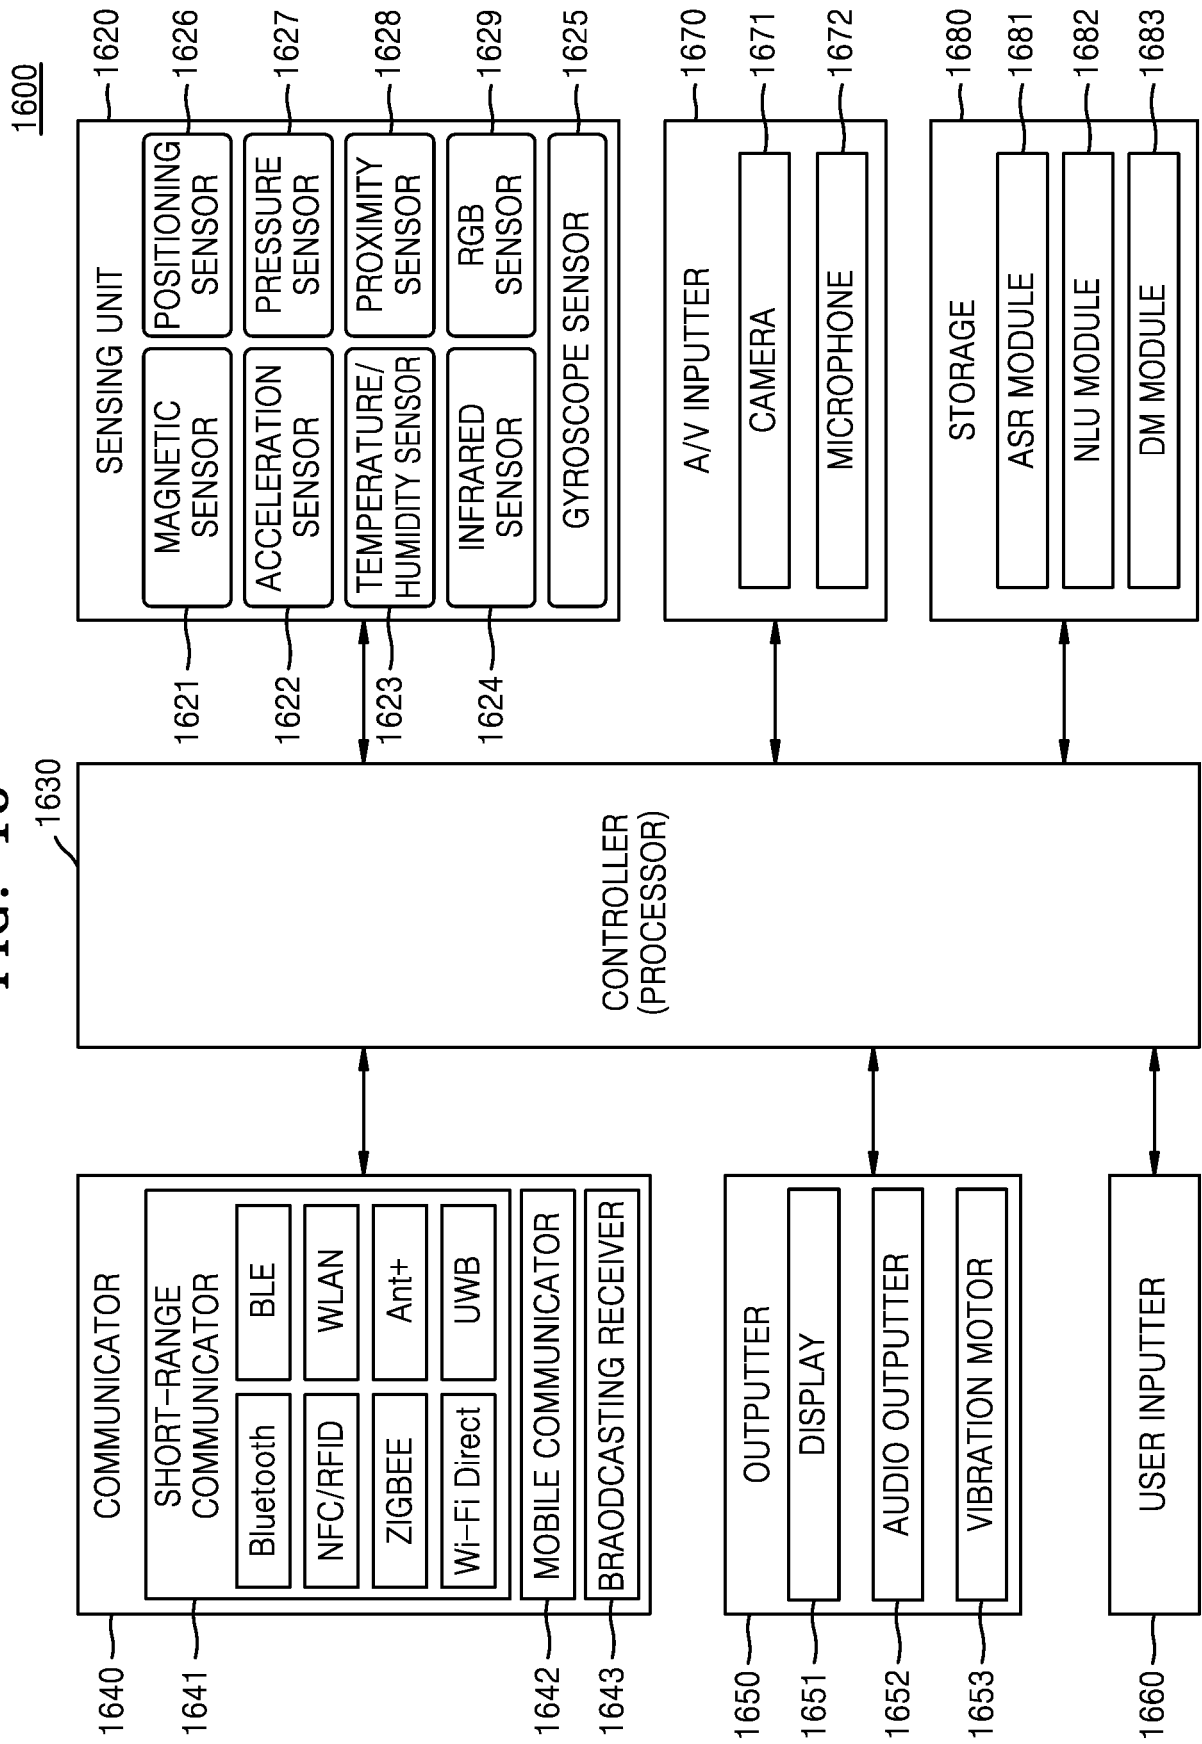 FIG. 16
1600
1640
COMMUNICATOR
1641
SHORT-RANGE
COMMUNICATOR
Bluetooth
BLE
NFC/RFID
WLAN
ZIGBEE
Ant+
Wi-Fi Direct
UWB
1642
MOBILE COMMUNICATOR
1643
BRAODCASTING RECEIVER
1650
OUTPUTTER
1651
DISPLAY
1652
AUDIO OUTPUTTER
1653
VIBRATION MOTOR
1660
USER INPUTTER
1630
CONTROLLER
(PROCESSOR)
1620
SENSING UNIT
1621
MAGNETIC
SENSOR
POSITIONING
SENSOR
1626
1622
ACCELERATION
SENSOR
PRESSURE
SENSOR
1627
1623
TEMPERATURE/
HUMIDITY SENSOR
PROXIMITY
SENSOR
1628
1624
INFRARED
SENSOR
RGB
SENSOR
1629
GYROSCOPE SENSOR
1625
A/V INPUTTER
1670
CAMERA
1671
MICROPHONE
1672
STORAGE
1680
ASR MODULE
1681
NLU MODULE
1682
DM MODULE
1683